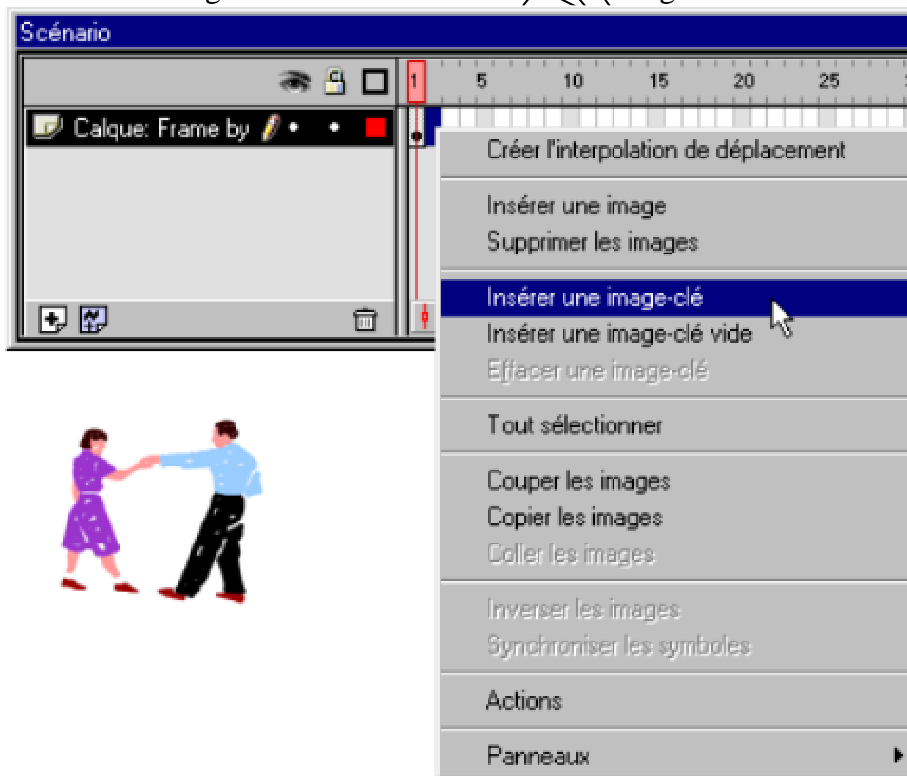 Scénario
1 5 10 15 20 25
Calque: Frame by
Créer l'interpolation de déplacement
Insérer une image
Supprimer les images
Insérer une image-clé
Insérer une image-clé vide
Effacer une image-clé
Tout sélectionner
Couper les images
Copier les images
Coller les images
Inverser les images
Synchroniser les symboles
Actions
Panneaux